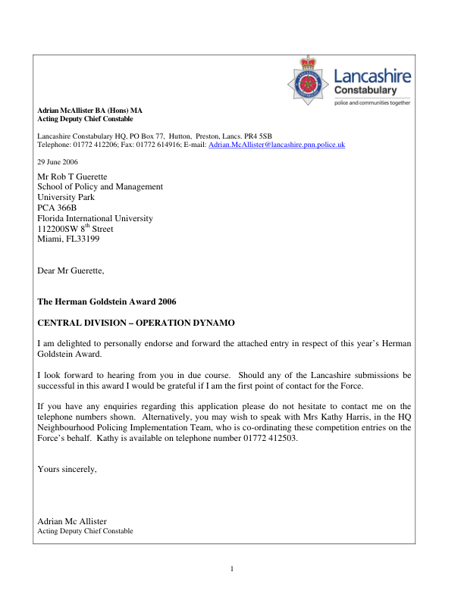 Lancashire
Constabulary
police and communities together
Adrian McAllister BA (Hons) MA
Acting Deputy Chief Constable
Lancashire Constabulary HQ, PO Box 77, Hutton, Preston, Lancs. PR4 5SB
Telephone: 01772 412206; Fax: 01772 614916; E-mail: Adrian.McAllister@lancashire.pnn.police.uk
29 June 2006
Mr Rob T Guerette
School of Policy and Management
University Park
PCA 366B
Florida International University
112200SW 8th Street
Miami, FL33199
Dear Mr Guerette,
The Herman Goldstein Award 2006
CENTRAL DIVISION – OPERATION DYNAMO
I am delighted to personally endorse and forward the attached entry in respect of this year's Herman
Goldstein Award.
I look forward to hearing from you in due course. Should any of the Lancashire submissions be
successful in this award I would be grateful if I am the first point of contact for the Force.
If you have any enquiries regarding this application please do not hesitate to contact me on the
telephone numbers shown. Alternatively, you may wish to speak with Mrs Kathy Harris, in the HQ
Neighbourhood Policing Implementation Team, who is co-ordinating these competition entries on the
Force's behalf. Kathy is available on telephone number 01772 412503.
Yours sincerely,
Adrian Mc Allister
Acting Deputy Chief Constable
1